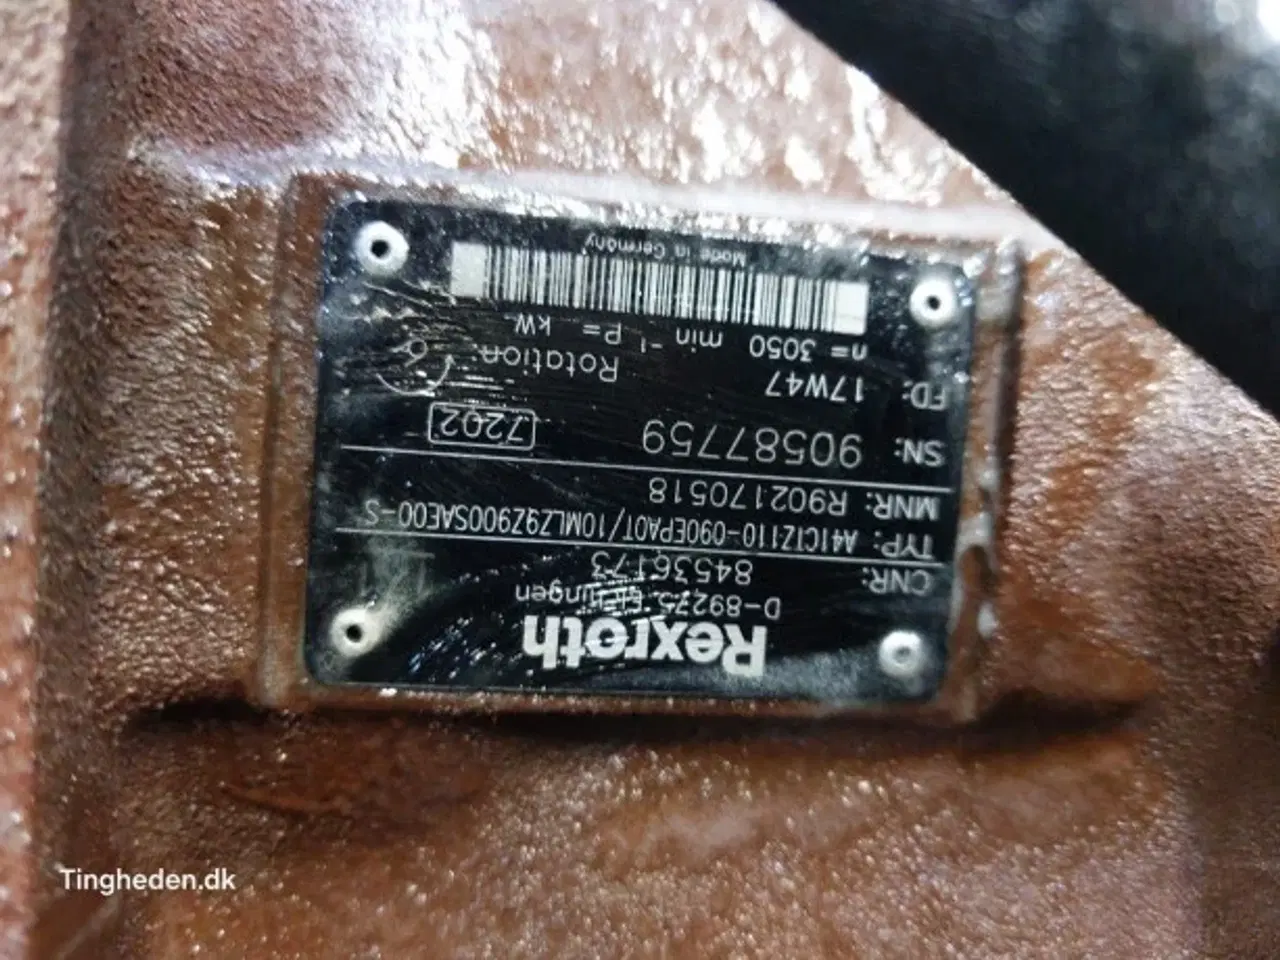 Rexroth
D-89275 Elchingen
CNR: 84536173
TYP: A41CTZ110-090EPA0T/10MLZ9Z900SAE00-S
MNR: R902170518
SN: 90587759 7202
FD: 17W47 Rotation:
n= 3050 min⁻¹ P= kW
Made in Germany
Tingheden.dk